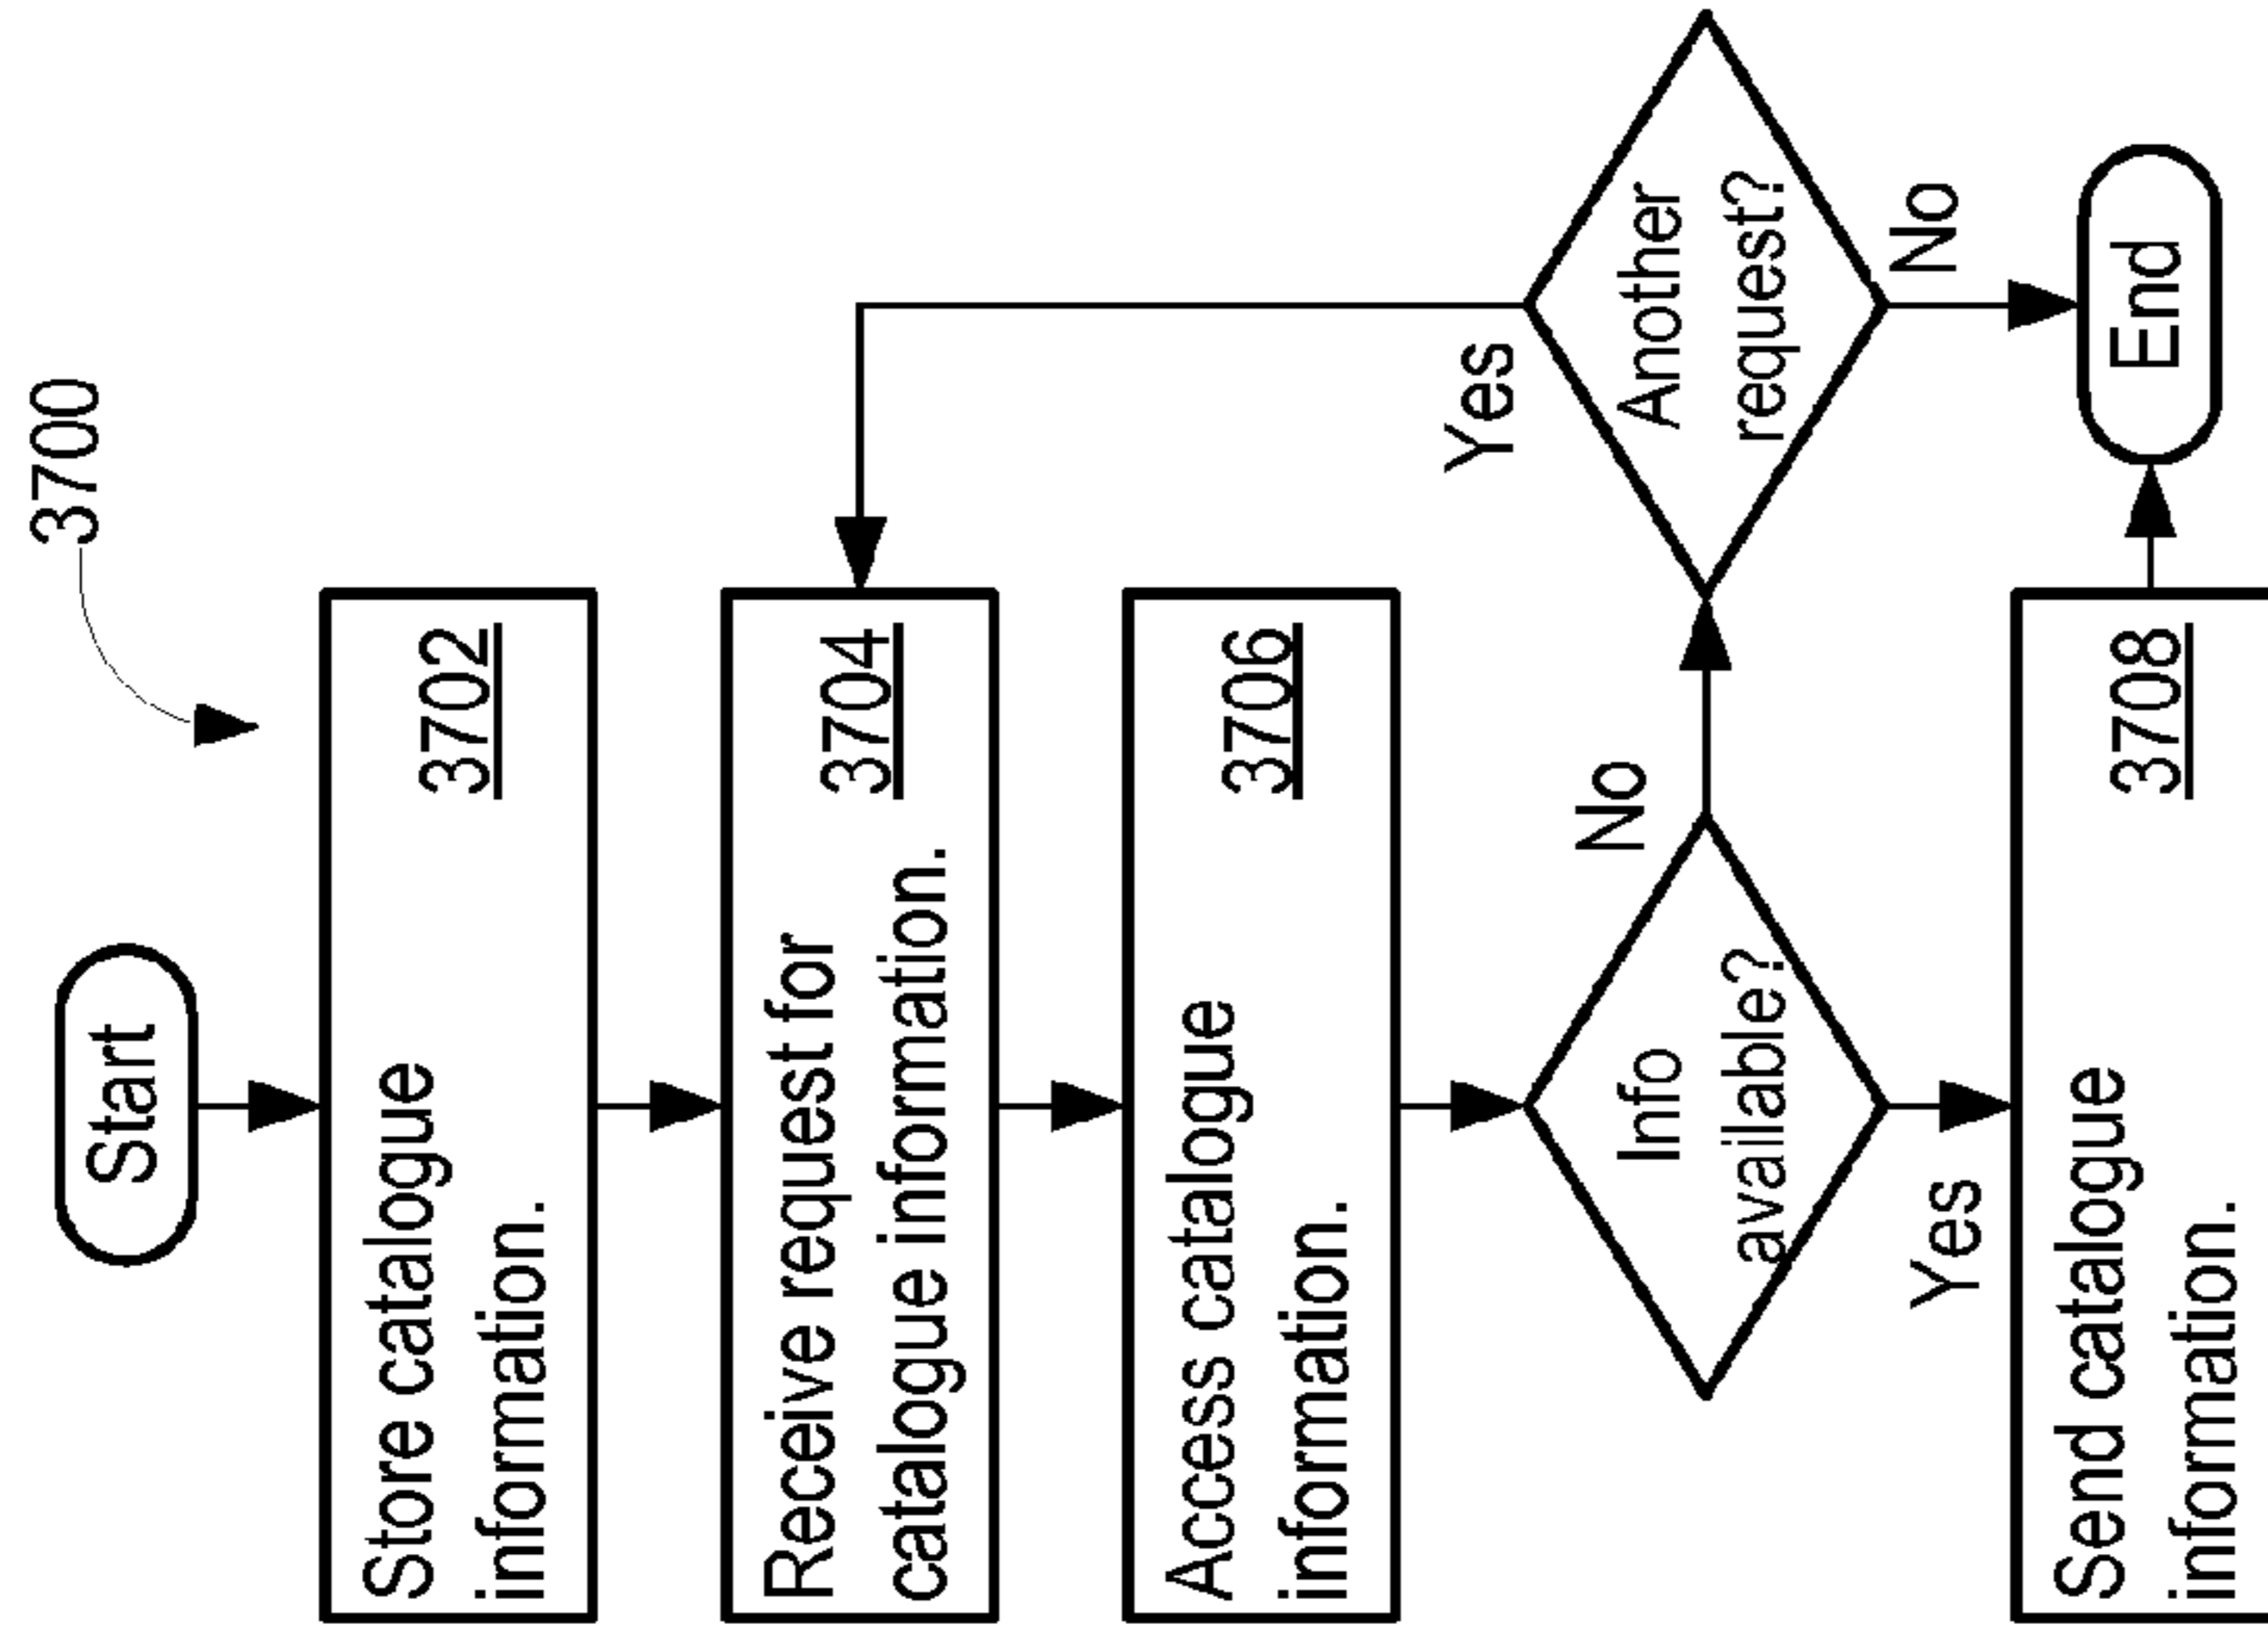 3700
Start
Store catalogue
information.
3702
Receive request for
catalogue information.
3704
Access catalogue
information.
3706
Info
available?
No
Another
request?
Yes
No
Yes
Send catalogue
information.
3708
End